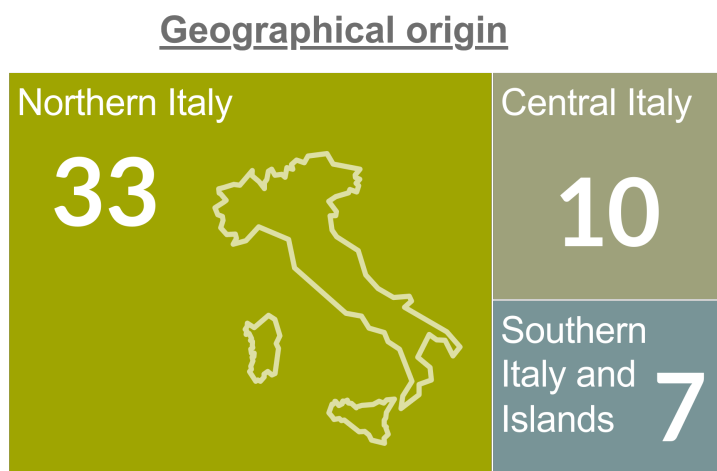 Geographical origin
Northern Italy
33
Central Italy
10
Southern
Italy and
Islands
7